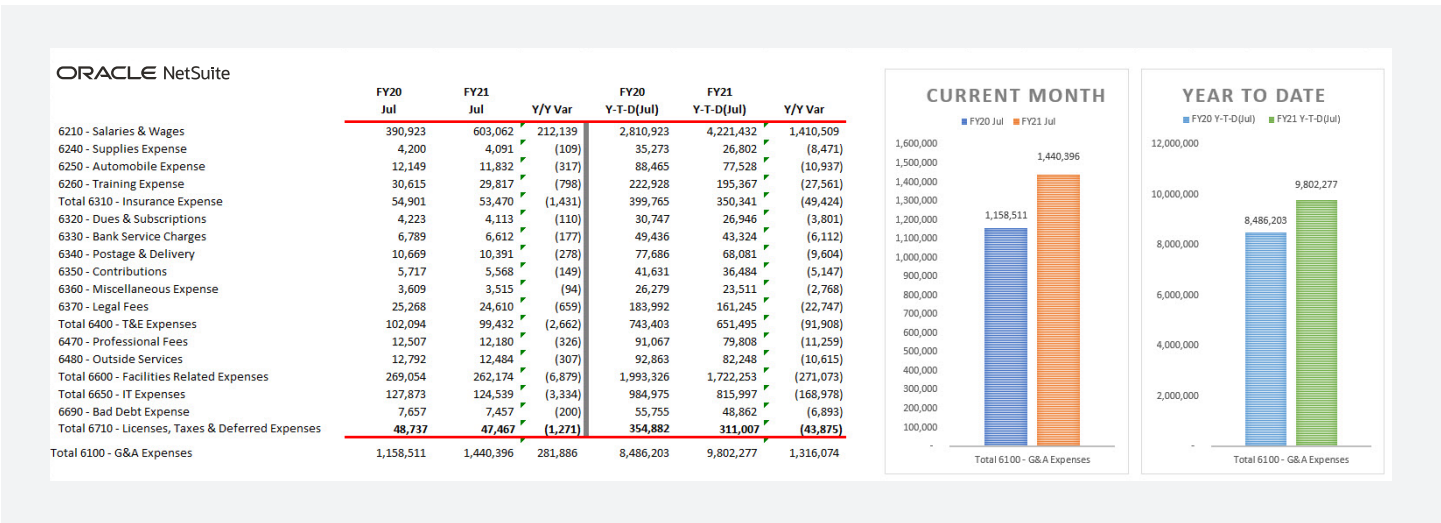 ORACLE NetSuite
FY20 FY21 FY20 FY21
Jul Jul Y/Y Var Y-T-D(Jul) Y-T-D(Jul) Y/Y Var
6210 - Salaries & Wages 390,923 603,062 212,139 2,810,923 4,221,432 1,410,509
6240 - Supplies Expense 4,200 4,091 (109) 35,273 26,802 (8,471)
6250 - Automobile Expense 12,149 11,832 (317) 88,465 77,528 (10,937)
6260 - Training Expense 30,615 29,817 (798) 222,928 195,367 (27,561)
Total 6310 - Insurance Expense 54,901 53,470 (1,431) 399,765 350,341 (49,424)
6320 - Dues & Subscriptions 4,223 4,113 (110) 30,747 26,946 (3,801)
6330 - Bank Service Charges 6,789 6,612 (177) 49,436 43,324 (6,112)
6340 - Postage & Delivery 10,669 10,391 (278) 77,686 68,081 (9,604)
6350 - Contributions 5,717 5,568 (149) 41,631 36,484 (5,147)
6360 - Miscellaneous Expense 3,609 3,515 (94) 26,279 23,511 (2,768)
6370 - Legal Fees 25,268 24,610 (659) 183,992 161,245 (22,747)
Total 6400 - T&E Expenses 102,094 99,432 (2,662) 743,403 651,495 (91,908)
6470 - Professional Fees 12,507 12,180 (326) 91,067 79,808 (11,259)
6480 - Outside Services 12,792 12,484 (307) 92,863 82,248 (10,615)
Total 6600 - Facilities Related Expenses 269,054 262,174 (6,879) 1,993,326 1,722,253 (271,073)
Total 6650 - IT Expenses 127,873 124,539 (3,334) 984,975 815,997 (168,978)
6690 - Bad Debt Expense 7,657 7,457 (200) 55,755 48,862 (6,893)
Total 6710 - Licenses, Taxes & Deferred Expenses 48,737 47,467 (1,271) 354,882 311,007 (43,875)
Total 6100 - G&A Expenses 1,158,511 1,440,396 281,886 8,486,203 9,802,277 1,316,074
CURRENT MONTH
FY20 Jul FY21 Jul
1,600,000
1,500,000
1,400,000
1,300,000
1,200,000
1,100,000
1,000,000
900,000
800,000
700,000
600,000
500,000
400,000
300,000
200,000
100,000
-
1,158,511
1,440,396
Total 6100 - G&A Expenses
YEAR TO DATE
FY20 Y-T-D(Jul) FY21 Y-T-D(Jul)
12,000,000
10,000,000
8,000,000
6,000,000
4,000,000
2,000,000
-
8,486,203
9,802,277
Total 6100 - G&A Expenses